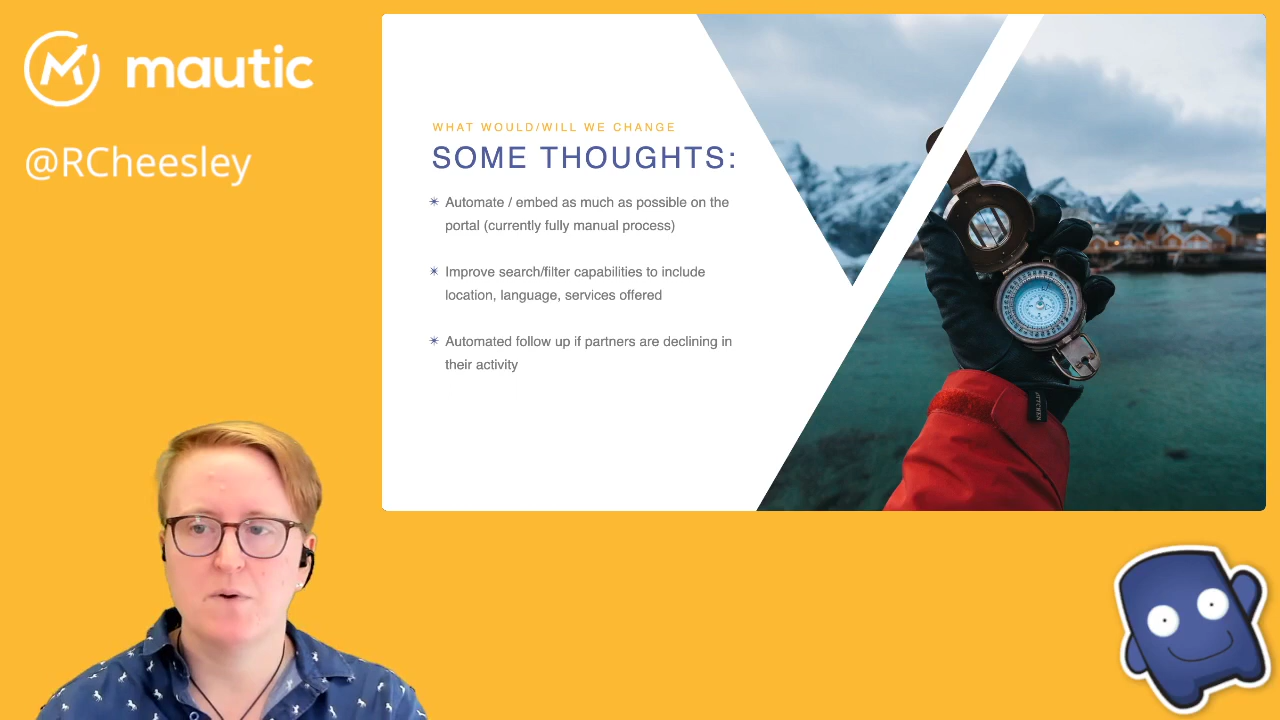 mautic
@RCheesley
WHAT WOULD/WILL WE CHANGE
SOME THOUGHTS:
Automate / embed as much as possible on the
portal (currently fully manual process)
Improve search/filter capabilities to include
location, language, services offered
Automated follow up if partners are declining in
their activity